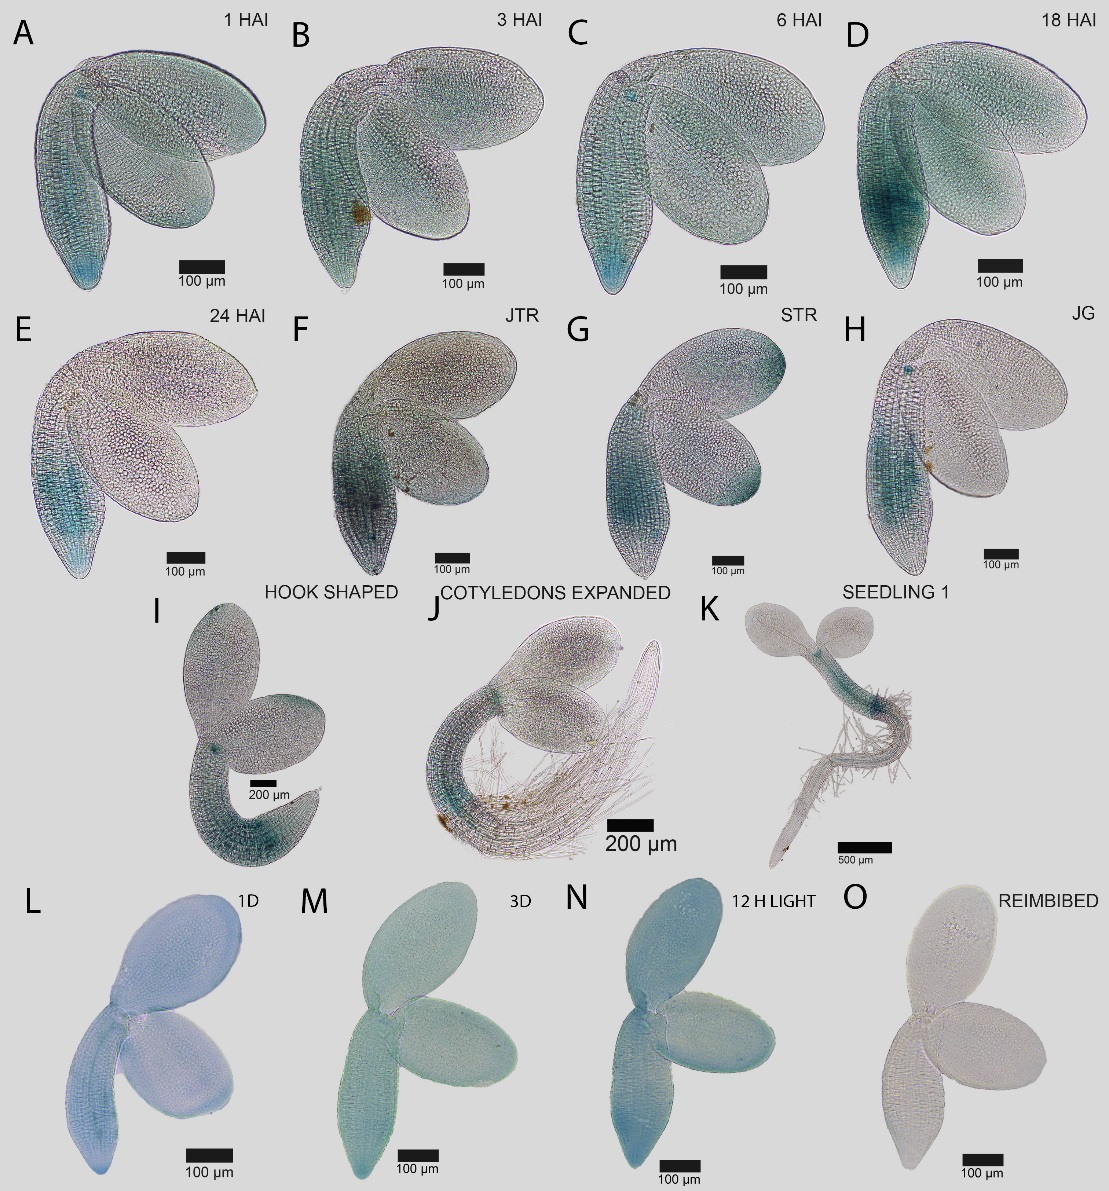 A 1 HAI
B 3 HAI
C 6 HAI
D 18 HAI
100 µm
100 µm
100 µm
100 µm
E 24 HAI
F JTR
G STR
H JG
100 µm
100 µm
100 µm
100 µm
I HOOK SHAPED
J COTYLEDONS EXPANDED
K SEEDLING 1
200 µm
200 µm
500 µm
L 1D
M 3D
N 12 H LIGHT
O REIMBIBED
100 µm
100 µm
100 µm
100 µm